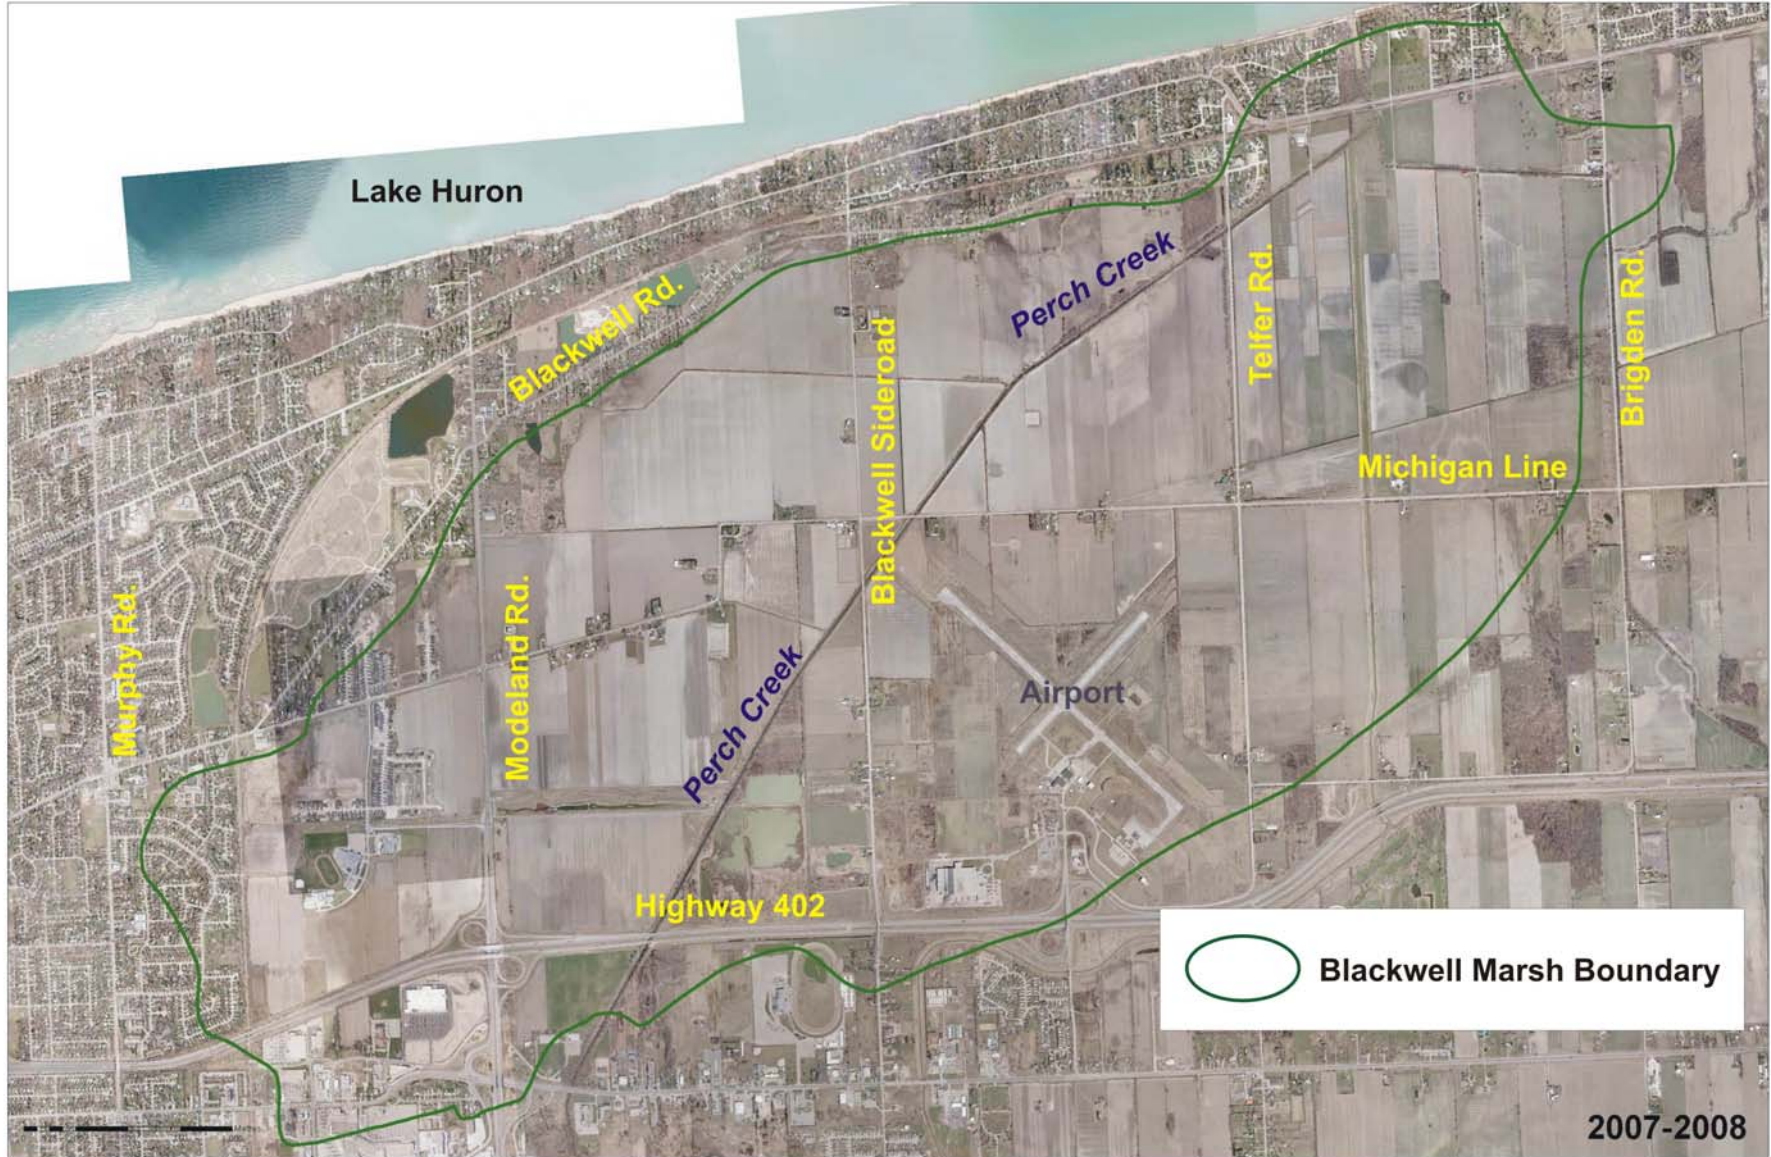 Lake Huron
Blackwell Rd.
Perch Creek
Telfer Rd.
Brigden Rd.
Blackwell Sideroad
Michigan Line
Murphy Rd.
Modeland Rd.
Perch Creek
Airport
Highway 402
Blackwell Marsh Boundary
2007-2008